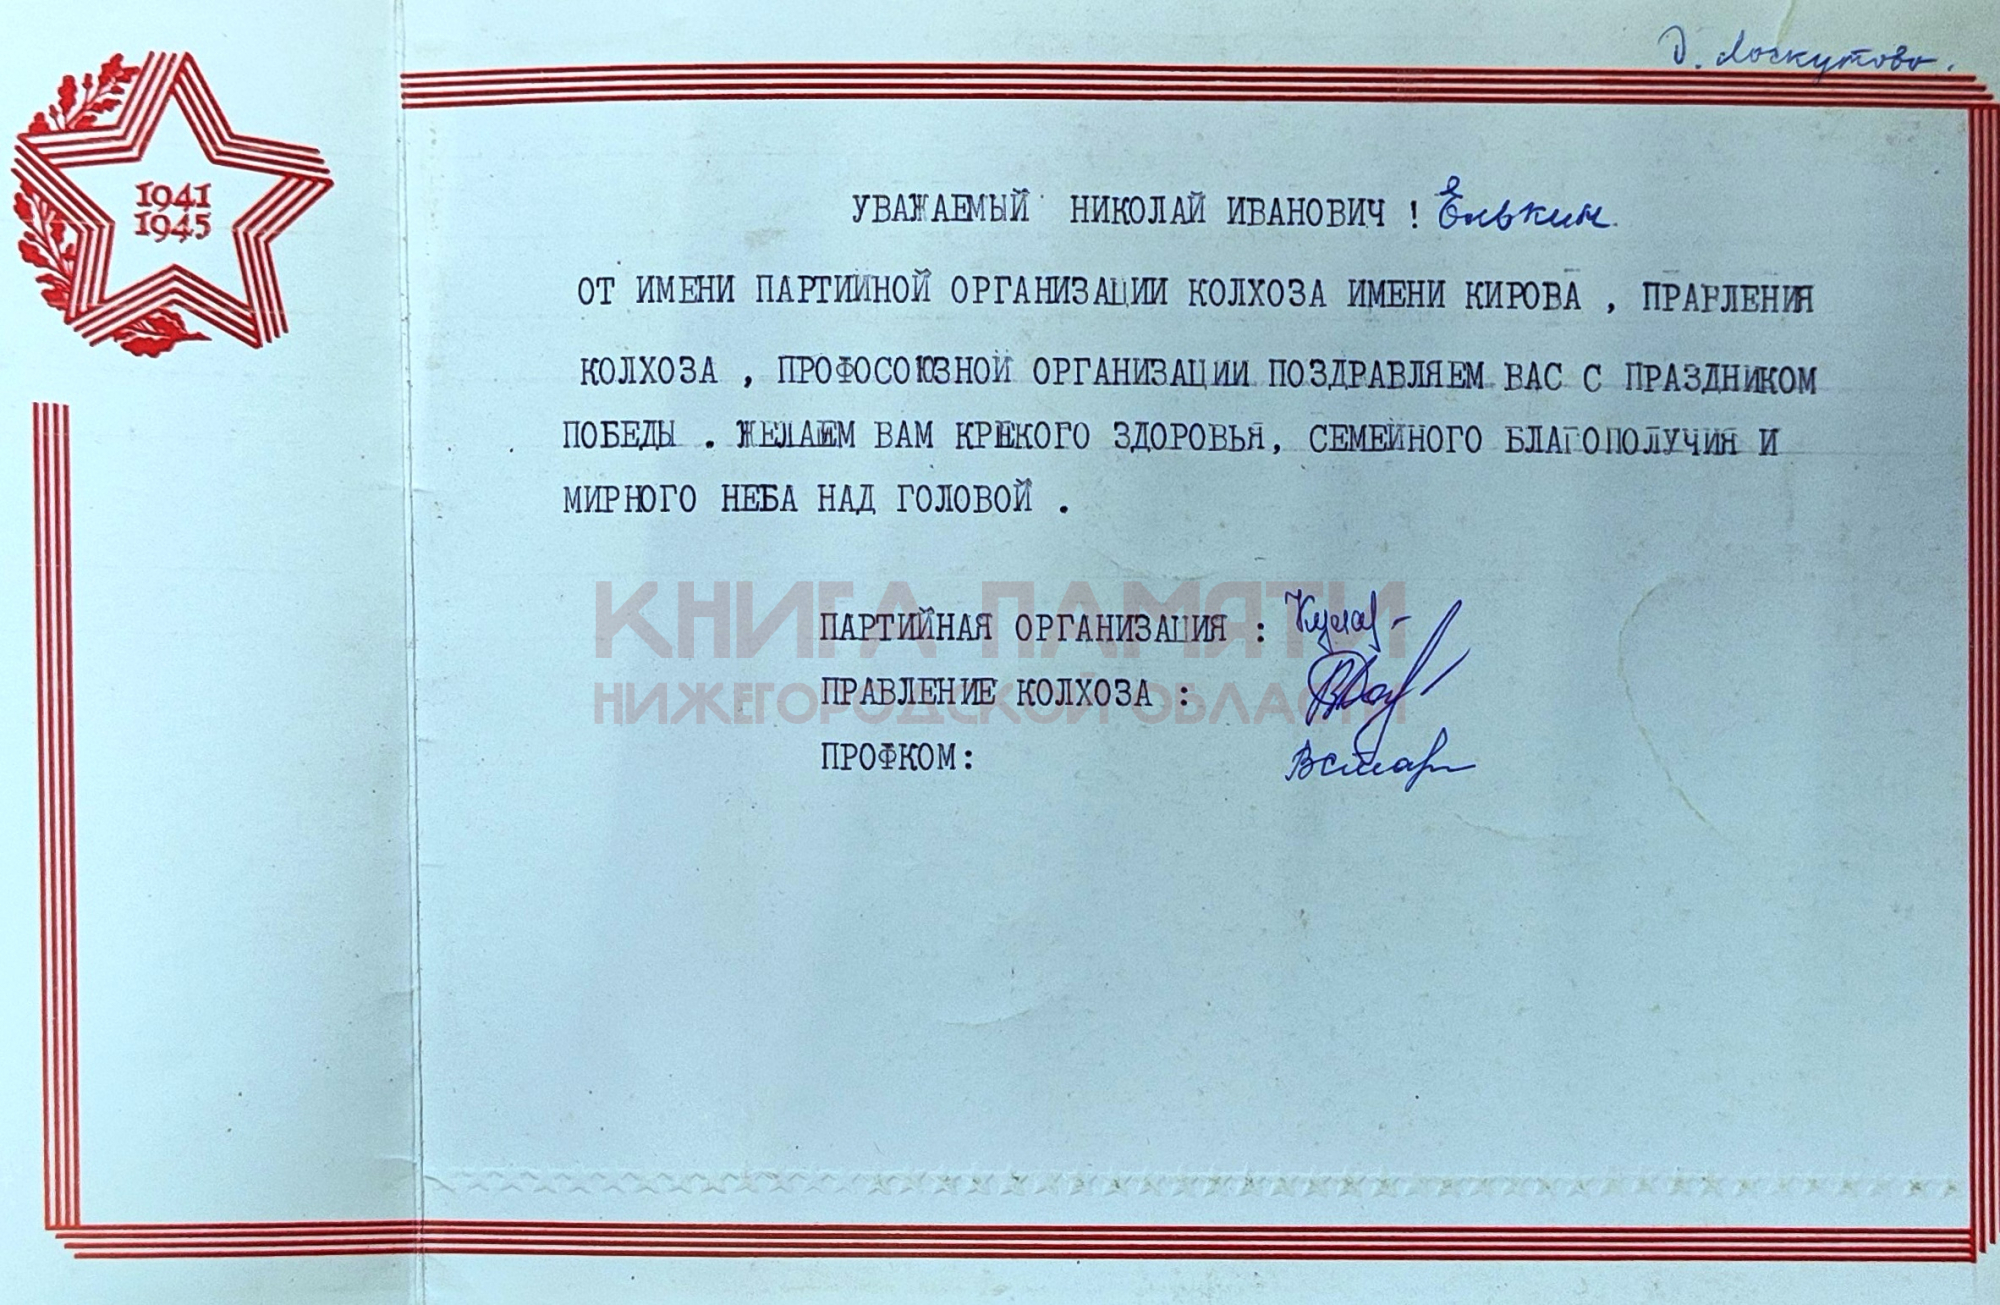 д. Лоскутово.
1941
1945
УВАЖАЕМЫЙ НИКОЛАЙ ИВАНОВИЧ ! Елькин.
ОТ ИМЕНИ ПАРТИЙНОЙ ОРГАНИЗАЦИИ КОЛХОЗА ИМЕНИ КИРОВА , ПРАВЛЕНИЯ
КОЛХОЗА , ПРОФОСОЮЗНОЙ ОРГАНИЗАЦИИ ПОЗДРАВЛЯЕМ ВАС С ПРАЗДНИКОМ
ПОБЕДЫ . ЖЕЛАЕМ ВАМ КРЕКОГО ЗДОРОВЬЯ, СЕМЕЙНОГО БЛАГОПОЛУЧИЯ И
МИРНОГО НЕБА НАД ГОЛОВОЙ .
КНИГА ПАМЯТИ
ПАРТИЙНАЯ ОРГАНИЗАЦИЯ :
НИЖЕГОРОДСКОЙ ОБЛАСТИ
ПРАВЛЕНИЕ КОЛХОЗА :
ПРОФКОМ: